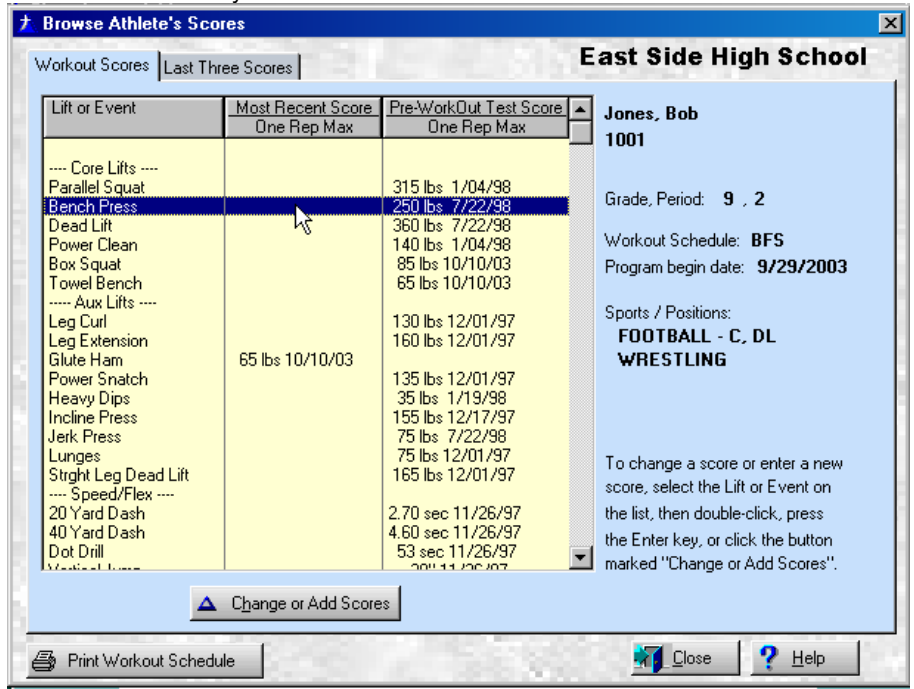 Browse Athlete's Scores
East Side High School
Workout Scores Last Three Scores
Lift or Event Most Recent Score Pre-WorkOut Test Score
One Rep Max One Rep Max
---- Core Lifts ----
Parallel Squat 315 lbs 1/04/98
Bench Press 250 lbs 7/22/98
Dead Lift 360 lbs 7/22/98
Power Clean 140 lbs 1/04/98
Box Squat 85 lbs 10/10/03
Towel Bench 65 lbs 10/10/03
----- Aux Lifts ----
Leg Curl 130 lbs 12/01/97
Leg Extension 160 lbs 12/01/97
Glute Ham 65 lbs 10/10/03
Power Snatch 135 lbs 12/01/97
Heavy Dips 35 lbs 1/19/98
Incline Press 155 lbs 12/17/97
Jerk Press 75 lbs 7/22/98
Lunges 75 lbs 12/01/97
Strght Leg Dead Lift 165 lbs 12/01/97
---- Speed/Flex ----
20 Yard Dash 2.70 sec 11/26/97
40 Yard Dash 4.60 sec 11/26/97
Dot Drill 53 sec 11/26/97
Jones, Bob
1001
Grade, Period: 9 , 2
Workout Schedule: BFS
Program begin date: 9/29/2003
Sports / Positions:
FOOTBALL - C, DL
WRESTLING
To change a score or enter a new
score, select the Lift or Event on
the list, then double-click, press
the Enter key, or click the button
marked "Change or Add Scores".
Change or Add Scores
Print Workout Schedule
Close
Help